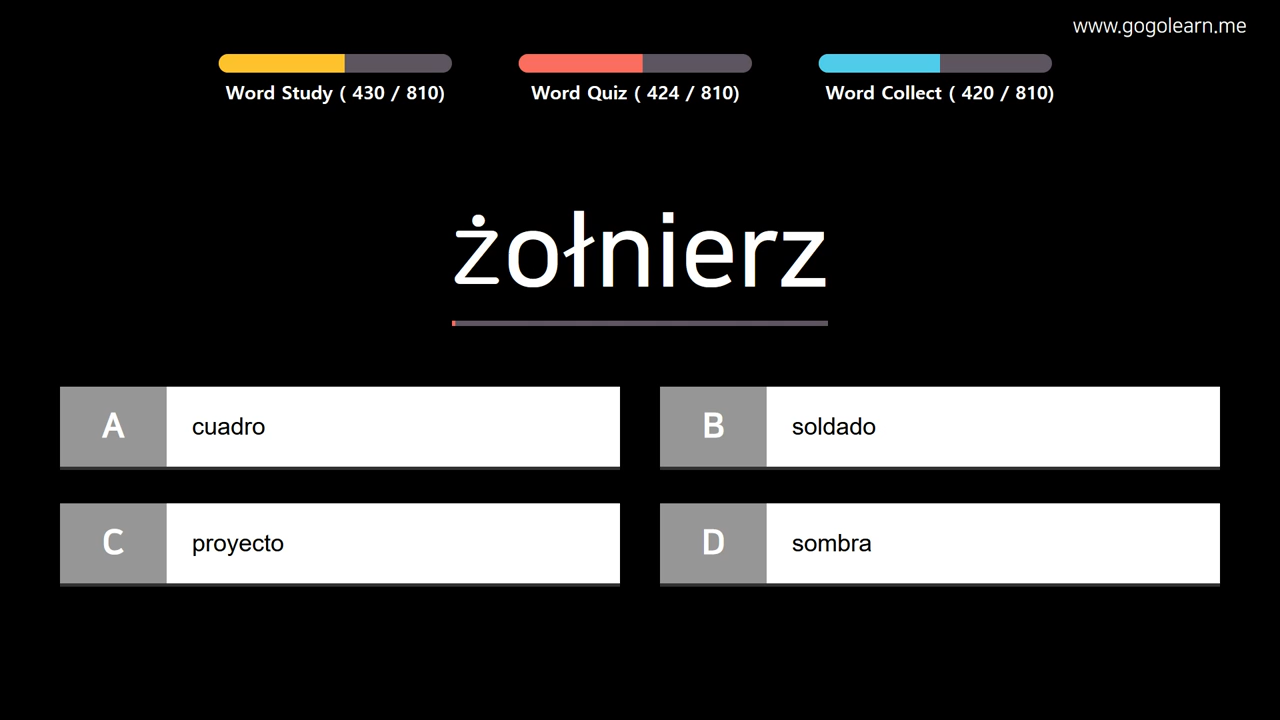 www.gogolearn.me
Word Study ( 430 / 810)
Word Quiz ( 424 / 810)
Word Collect ( 420 / 810)
żołnierz
A cuadro
B soldado
C proyecto
D sombra